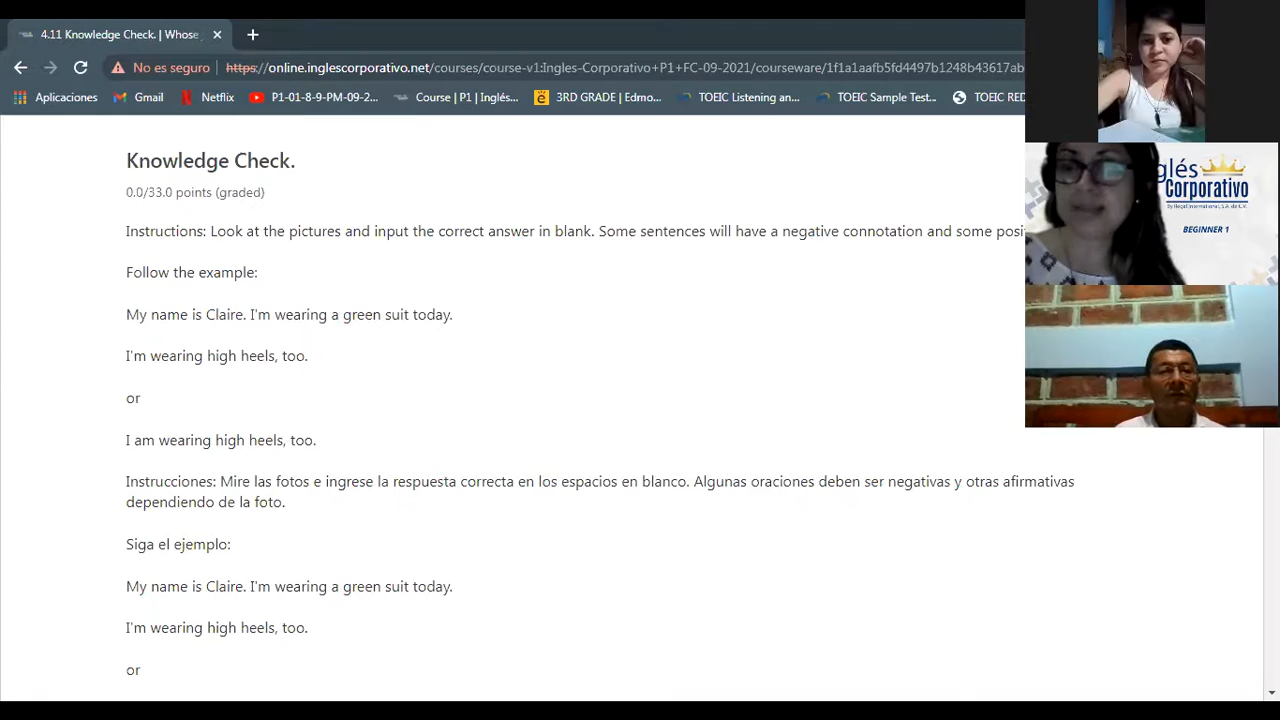 4.11 Knowledge Check. | Whose
No es seguro
https://online.inglescorporativo.net/courses/course-v1:Ingles-Corporativo+P1+FC-09-2021/courseware/1f1a1aafb5fd4497b1248b43617ab
Aplicaciones
Gmail
Netflix
P1-01-8-9-PM-09-2...
Course | P1 | Inglés...
3RD GRADE | Edmo...
TOEIC Listening an...
TOEIC Sample Test...
TOEIC RED
Knowledge Check.
0.0/33.0 points (graded)
Instructions: Look at the pictures and input the correct answer in blank. Some sentences will have a negative connotation and some posi
Follow the example:
My name is Claire. I'm wearing a green suit today.
I'm wearing high heels, too.
or
I am wearing high heels, too.
Instrucciones: Mire las fotos e ingrese la respuesta correcta en los espacios en blanco. Algunas oraciones deben ser negativas y otras afirmativas
dependiendo de la foto.
Siga el ejemplo:
My name is Claire. I'm wearing a green suit today.
I'm wearing high heels, too.
or
glés
Corporativo
BEGINNER 1